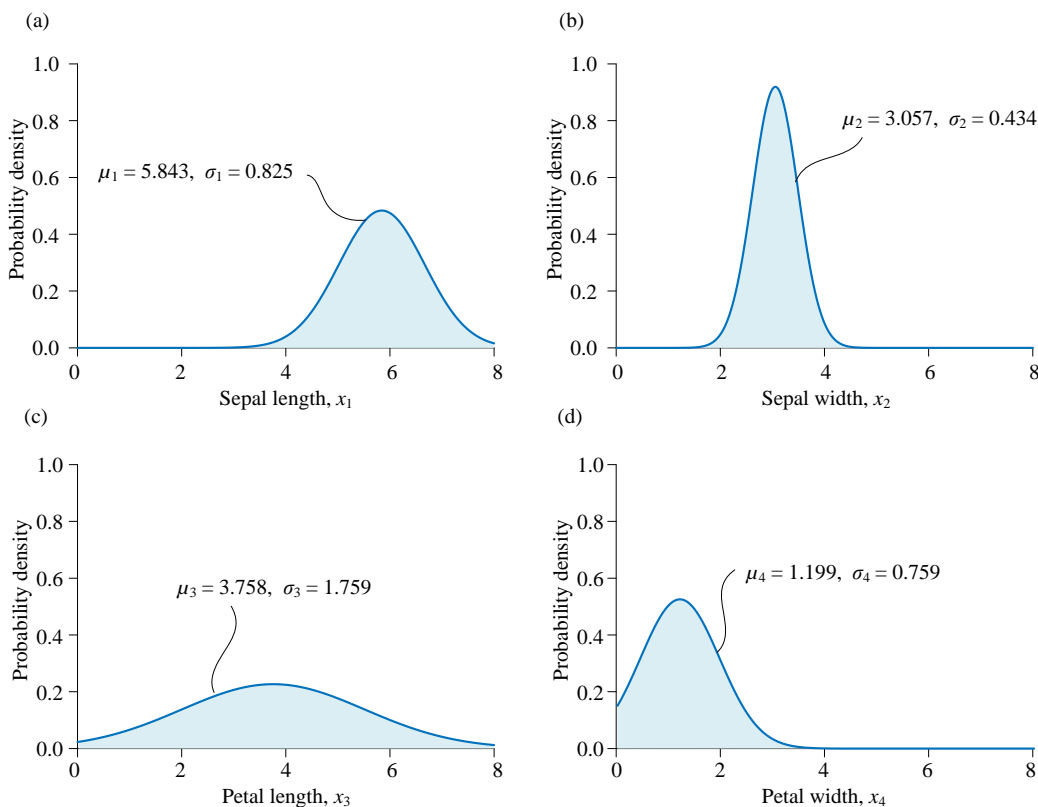 (a)
Probability density
1.0
0.8
0.6
0.4
0.2
0.0
μ1 = 5.843, σ1 = 0.825
0 2 4 6 8
Sepal length, x1
(b)
Probability density
1.0
0.8
0.6
0.4
0.2
0.0
μ2 = 3.057, σ2 = 0.434
0 2 4 6 8
Sepal width, x2
(c)
Probability density
1.0
0.8
0.6
0.4
0.2
0.0
μ3 = 3.758, σ3 = 1.759
0 2 4 6 8
Petal length, x3
(d)
Probability density
1.0
0.8
0.6
0.4
0.2
0.0
μ4 = 1.199, σ4 = 0.759
0 2 4 6 8
Petal width, x4